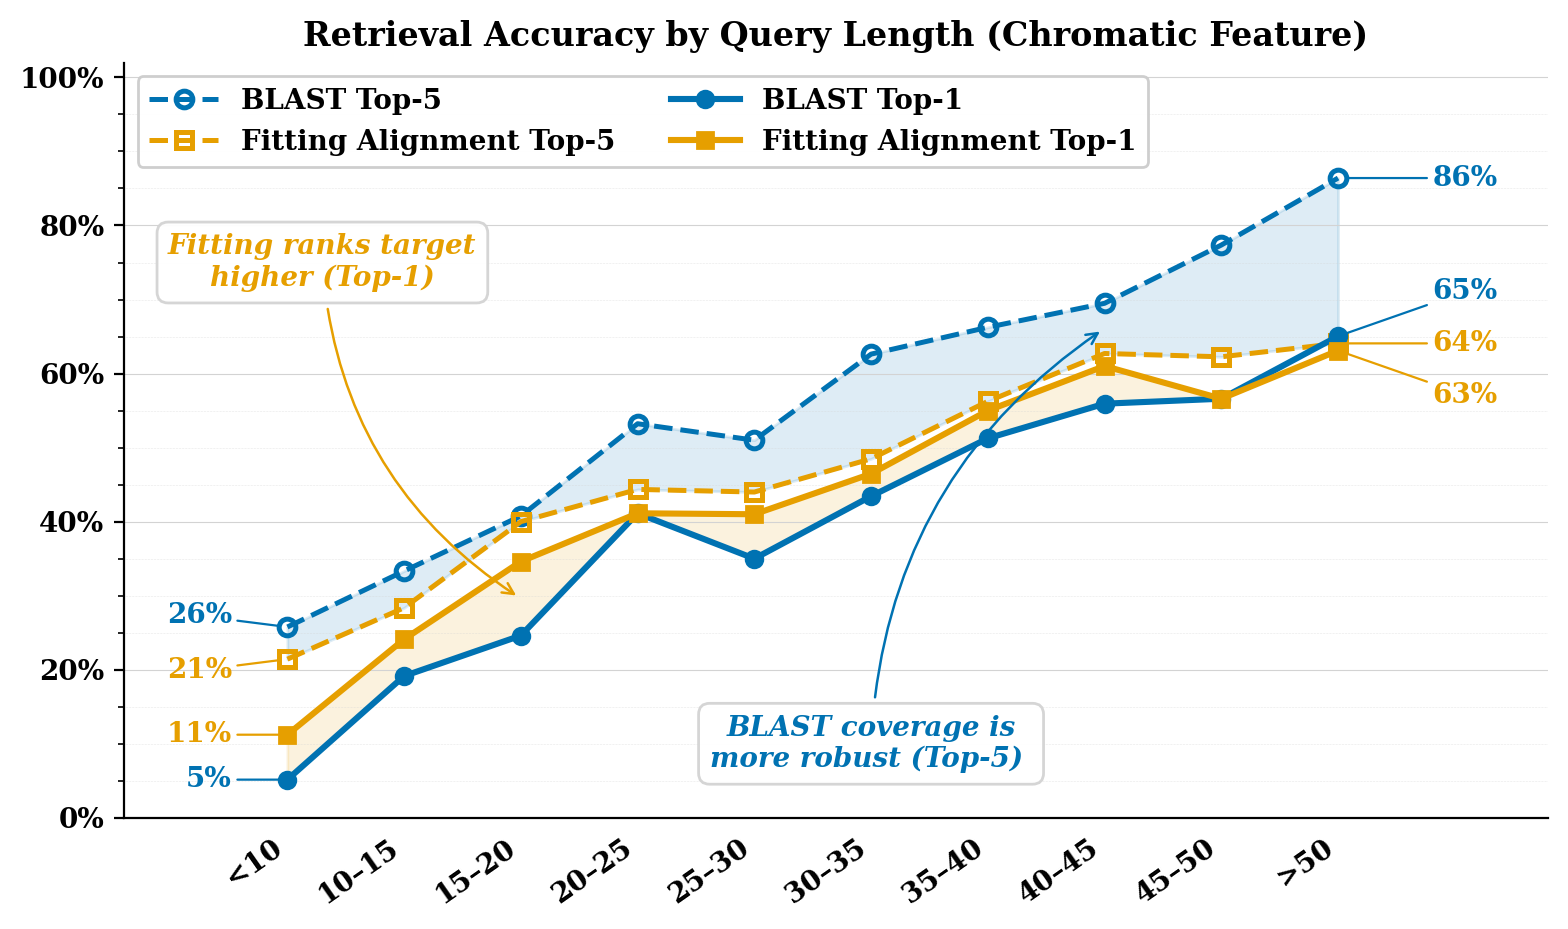 Retrieval Accuracy by Query Length (Chromatic Feature)
100%
80%
60%
40%
20%
0%
BLAST Top-5
Fitting Alignment Top-5
BLAST Top-1
Fitting Alignment Top-1
Fitting ranks target
higher (Top-1)
BLAST coverage is
more robust (Top-5)
26%
21%
11%
5%
86%
65%
64%
63%
<10
10–15
15–20
20–25
25–30
30–35
35–40
40–45
45–50
>50